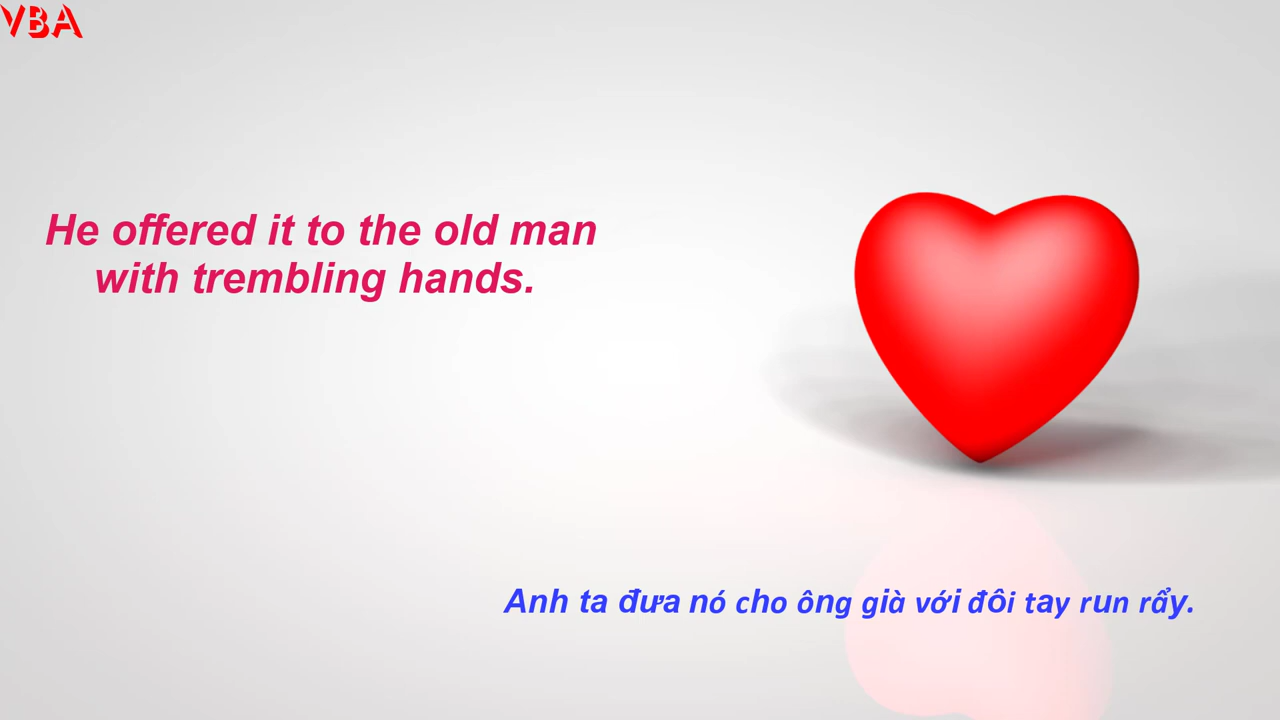 VBA
He offered it to the old man
with trembling hands.
Anh ta đưa nó cho ông già với đôi tay run rẩy.